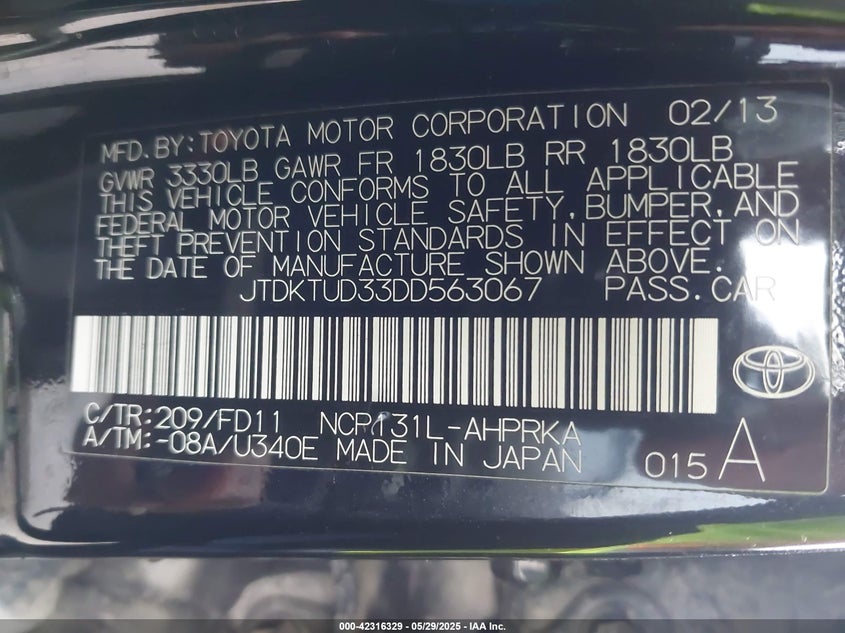 MFD.BY:TOYOTA MOTOR CORPORATION 02/13
GVWR 3330LB GAWR FR 1830LB RR 1830LB
THIS VEHICLE CONFORMS TO ALL APPLICABLE
FEDERAL MOTOR VEHICLE SAFETY,BUMPER,AND
THEFT PREVENTION STANDARDS IN EFFECT ON
THE DATE OF MANUFACTURE SHOWN ABOVE.
JTDKTUD33DD563067 PASS.CAR
C/TR:209/FD11 NCP131L-AHPRKA
A/TM:-08A/U340E MADE IN JAPAN
015 A
000-42316329 - 05/29/2025 - IAA Inc.